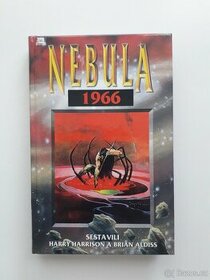 NEBULA
1966
SESTAVILI
HARRY HARRISON A BRIAN ALDISS